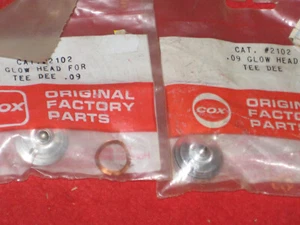 CAT. #2102
GLOW HEAD FOR
TEE DEE .09
COX
ORIGINAL
FACTORY
PARTS
CAT. #2102
.09 GLOW HEAD
TEE DEE
COX
ORIGIN
FACTOR
PARTS